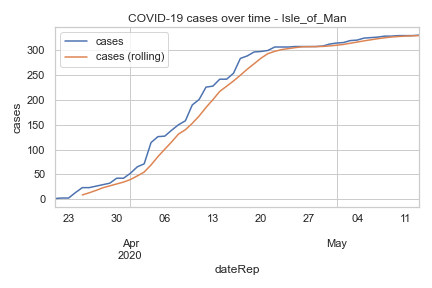 COVID-19 cases over time - Isle_of_Man
cases
cases (rolling)
300
250
200
150
100
50
0
cases
23 30 06 13 20 27 04 11
Apr May
2020
dateRep